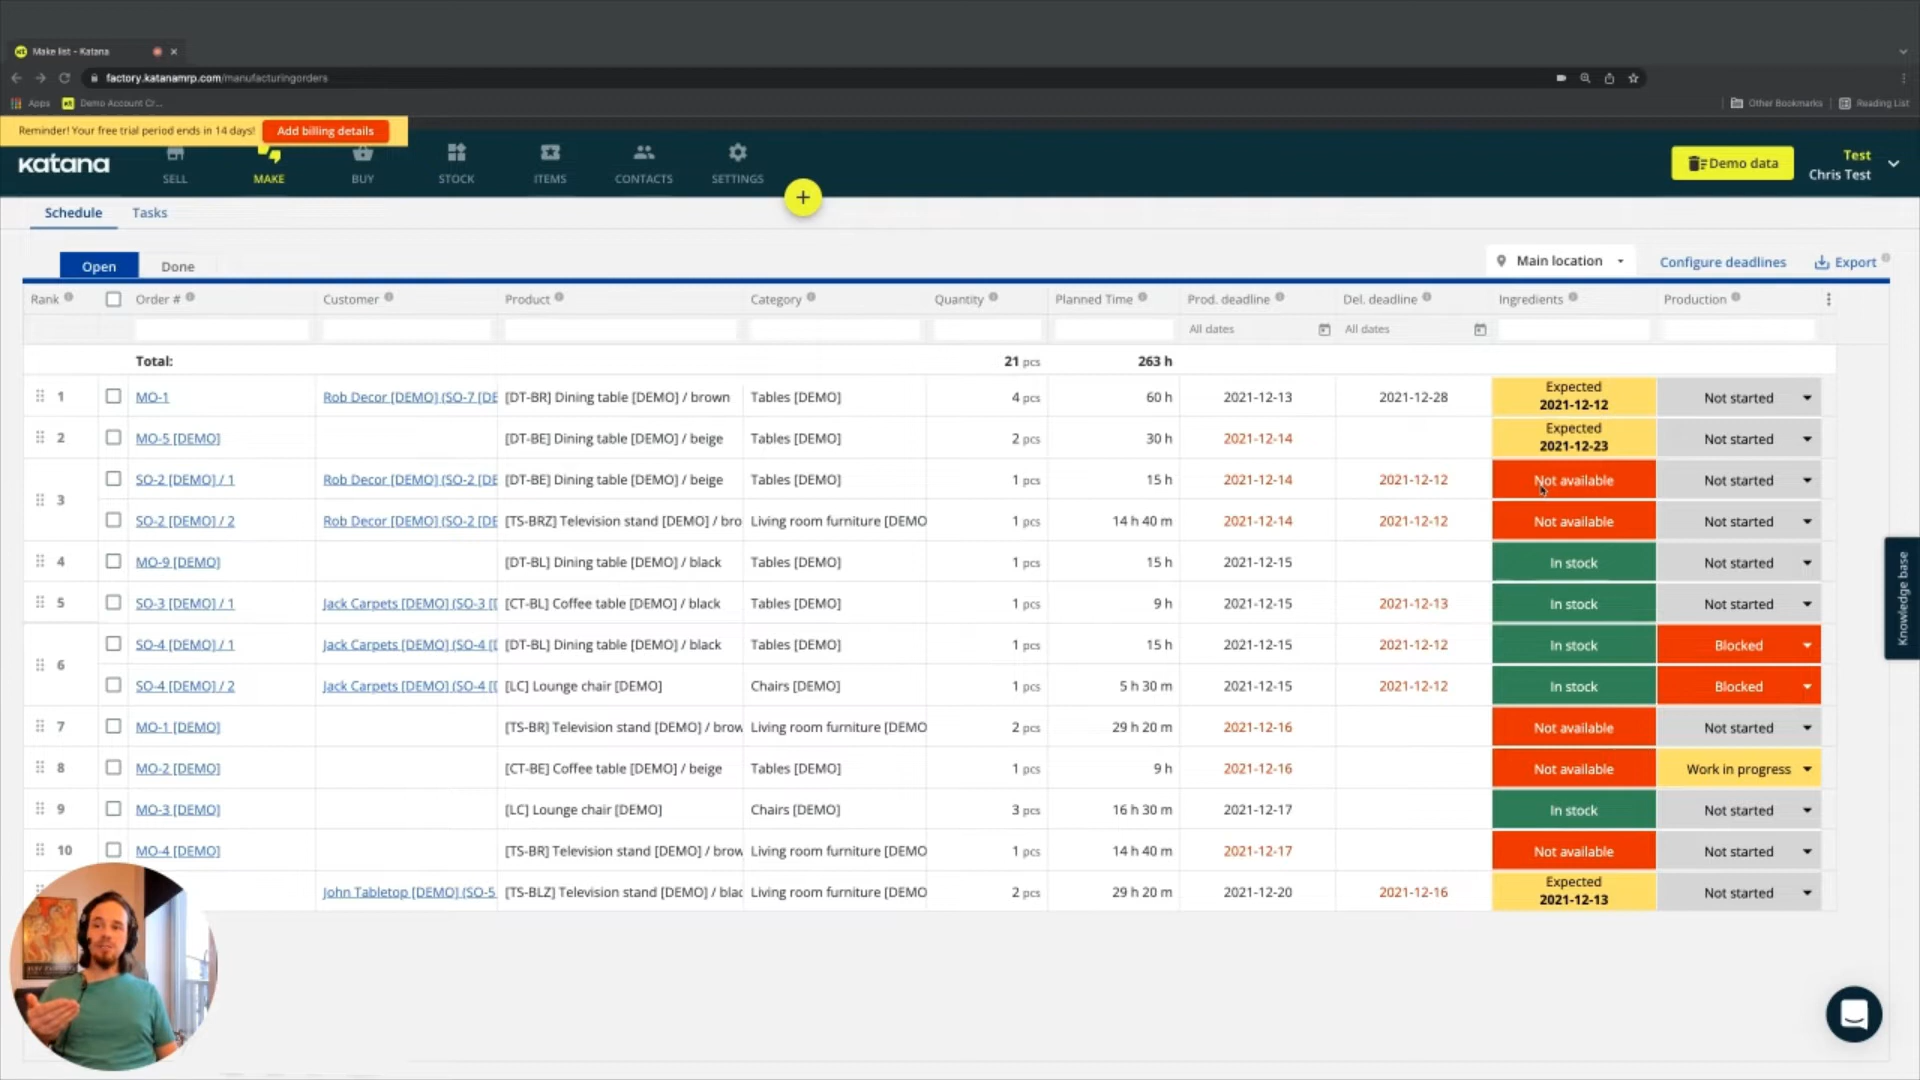 Make list - Katana
factory.katanamrp.com/manufacturingorders
Apps Demo Account Cr... Other Bookmarks Reading List
Reminder! Your free trial period ends in 14 days! Add billing details
katana SELL MAKE BUY STOCK ITEMS CONTACTS SETTINGS Demo data Test
Chris Test
Schedule Tasks
Open Done Main location Configure deadlines Export
Rank Order # Customer Product Category Quantity Planned Time Prod. deadline Del. deadline Ingredients Production
All dates All dates
Total: 21 pcs 263 h
1 MO-1 Rob Decor [DEMO] (SO-7 [DE [DT-BR] Dining table [DEMO] / brown Tables [DEMO] 4 pcs 60 h 2021-12-13 2021-12-28 Expected 2021-12-12 Not started
2 MO-5 [DEMO] [DT-BE] Dining table [DEMO] / beige Tables [DEMO] 2 pcs 30 h 2021-12-14 Expected 2021-12-23 Not started
3 SO-2 [DEMO] / 1 Rob Decor [DEMO] (SO-2 [DE [DT-BE] Dining table [DEMO] / beige Tables [DEMO] 1 pcs 15 h 2021-12-14 2021-12-12 Not available Not started
SO-2 [DEMO] / 2 Rob Decor [DEMO] (SO-2 [DE [TS-BRZ] Television stand [DEMO] / bro Living room furniture [DEMO 1 pcs 14 h 40 m 2021-12-14 2021-12-12 Not available Not started
4 MO-9 [DEMO] [DT-BL] Dining table [DEMO] / black Tables [DEMO] 1 pcs 15 h 2021-12-15 In stock Not started
5 SO-3 [DEMO] / 1 Jack Carpets [DEMO] (SO-3 [D [CT-BL] Coffee table [DEMO] / black Tables [DEMO] 1 pcs 9 h 2021-12-15 2021-12-13 In stock Not started
6 SO-4 [DEMO] / 1 Jack Carpets [DEMO] (SO-4 [D [DT-BL] Dining table [DEMO] / black Tables [DEMO] 1 pcs 15 h 2021-12-15 2021-12-12 In stock Blocked
SO-4 [DEMO] / 2 Jack Carpets [DEMO] (SO-4 [D [LC] Lounge chair [DEMO] Chairs [DEMO] 1 pcs 5 h 30 m 2021-12-15 2021-12-12 In stock Blocked
7 MO-1 [DEMO] [TS-BR] Television stand [DEMO] / brow Living room furniture [DEMO 2 pcs 29 h 20 m 2021-12-16 Not available Not started
8 MO-2 [DEMO] [CT-BE] Coffee table [DEMO] / beige Tables [DEMO] 1 pcs 9 h 2021-12-16 Not available Work in progress
9 MO-3 [DEMO] [LC] Lounge chair [DEMO] Chairs [DEMO] 3 pcs 16 h 30 m 2021-12-17 In stock Not started
10 MO-4 [DEMO] [TS-BR] Television stand [DEMO] / brow Living room furniture [DEMO 1 pcs 14 h 40 m 2021-12-17 Not available Not started
John Tabletop [DEMO] (SO-5 [TS-BLZ] Television stand [DEMO] / blac Living room furniture [DEMO 2 pcs 29 h 20 m 2021-12-20 2021-12-16 Expected 2021-12-13 Not started
Knowledge base